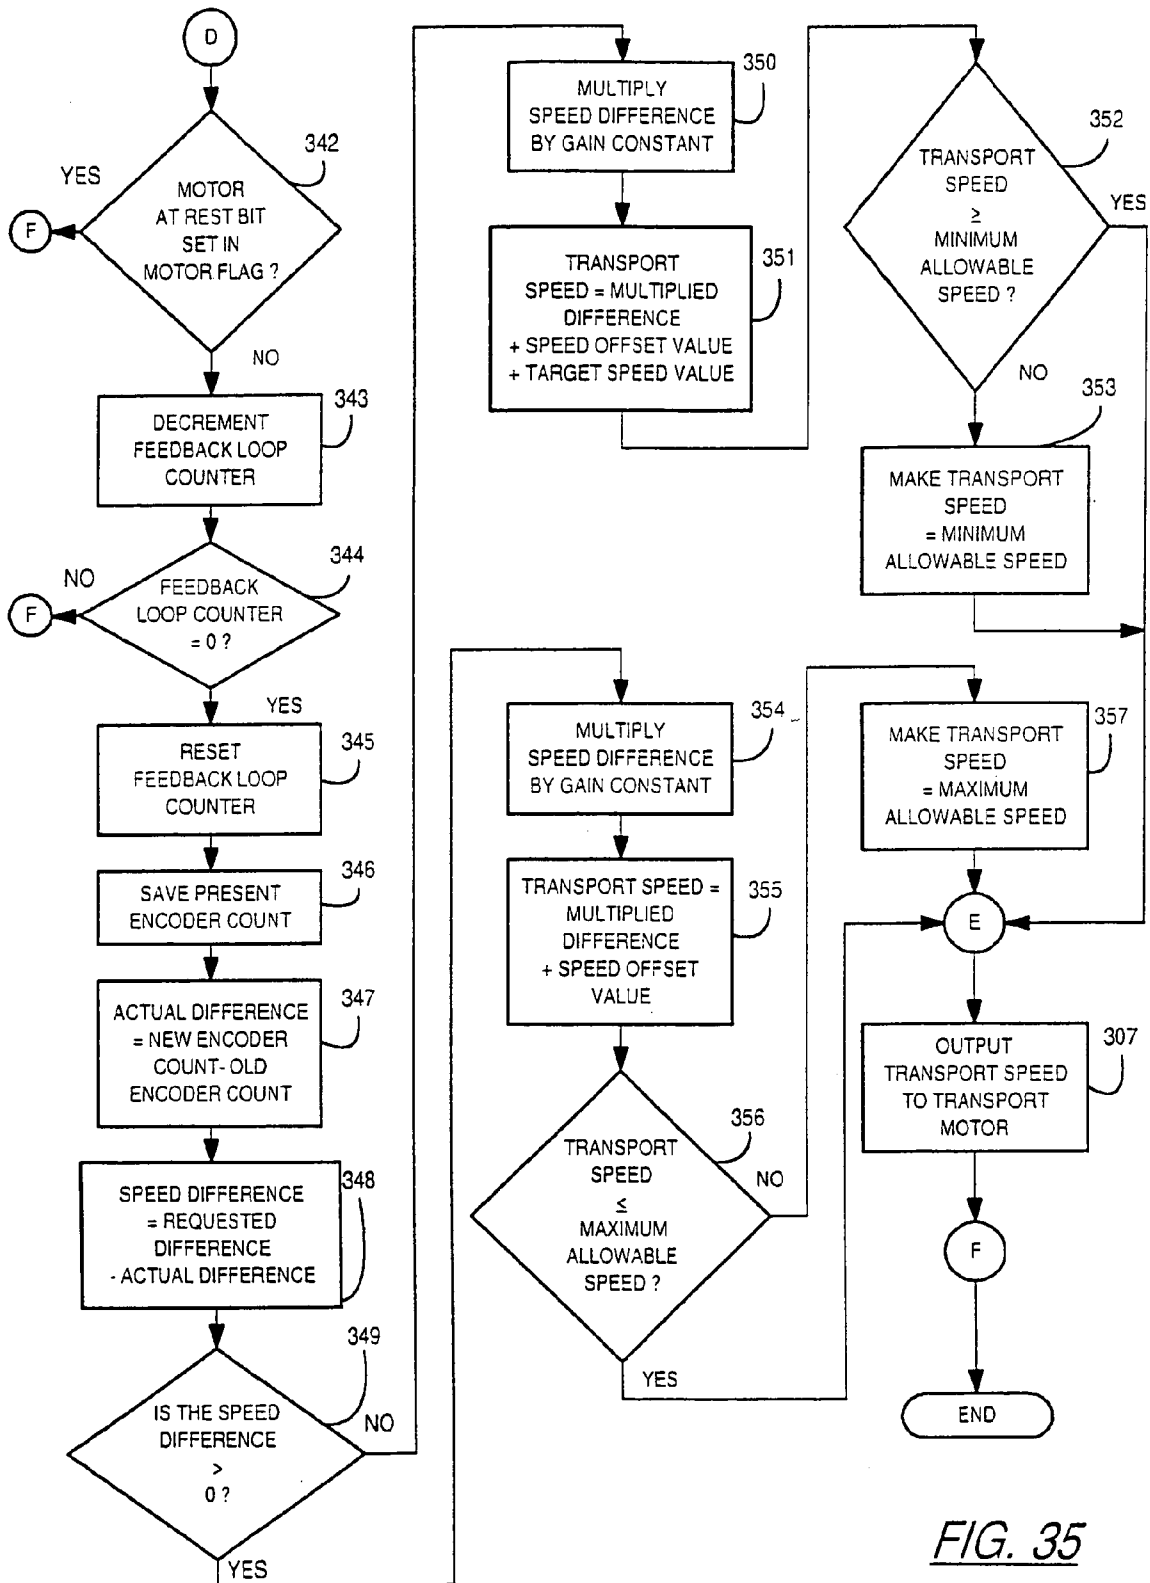 D
342
YES
MOTOR
AT REST BIT
SET IN
MOTOR FLAG ?
F
NO
343
DECREMENT
FEEDBACK LOOP
COUNTER
344
NO
FEEDBACK
LOOP COUNTER
= 0 ?
F
YES
345
RESET
FEEDBACK LOOP
COUNTER
346
SAVE PRESENT
ENCODER COUNT
347
ACTUAL DIFFERENCE
= NEW ENCODER
COUNT- OLD
ENCODER COUNT
348
SPEED DIFFERENCE
= REQUESTED
DIFFERENCE
- ACTUAL DIFFERENCE
349
IS THE SPEED
DIFFERENCE
>
0 ?
NO
YES
350
MULTIPLY
SPEED DIFFERENCE
BY GAIN CONSTANT
351
TRANSPORT
SPEED = MULTIPLIED
DIFFERENCE
+ SPEED OFFSET VALUE
+ TARGET SPEED VALUE
352
TRANSPORT
SPEED
≥
MINIMUM
ALLOWABLE
SPEED ?
YES
NO
353
MAKE TRANSPORT
SPEED
= MINIMUM
ALLOWABLE SPEED
354
MULTIPLY
SPEED DIFFERENCE
BY GAIN CONSTANT
355
TRANSPORT SPEED =
MULTIPLIED
DIFFERENCE
+ SPEED OFFSET
VALUE
356
TRANSPORT
SPEED
≤
MAXIMUM
ALLOWABLE
SPEED ?
NO
YES
357
MAKE TRANSPORT
SPEED
= MAXIMUM
ALLOWABLE SPEED
E
307
OUTPUT
TRANSPORT SPEED
TO TRANSPORT
MOTOR
F
END
FIG. 35